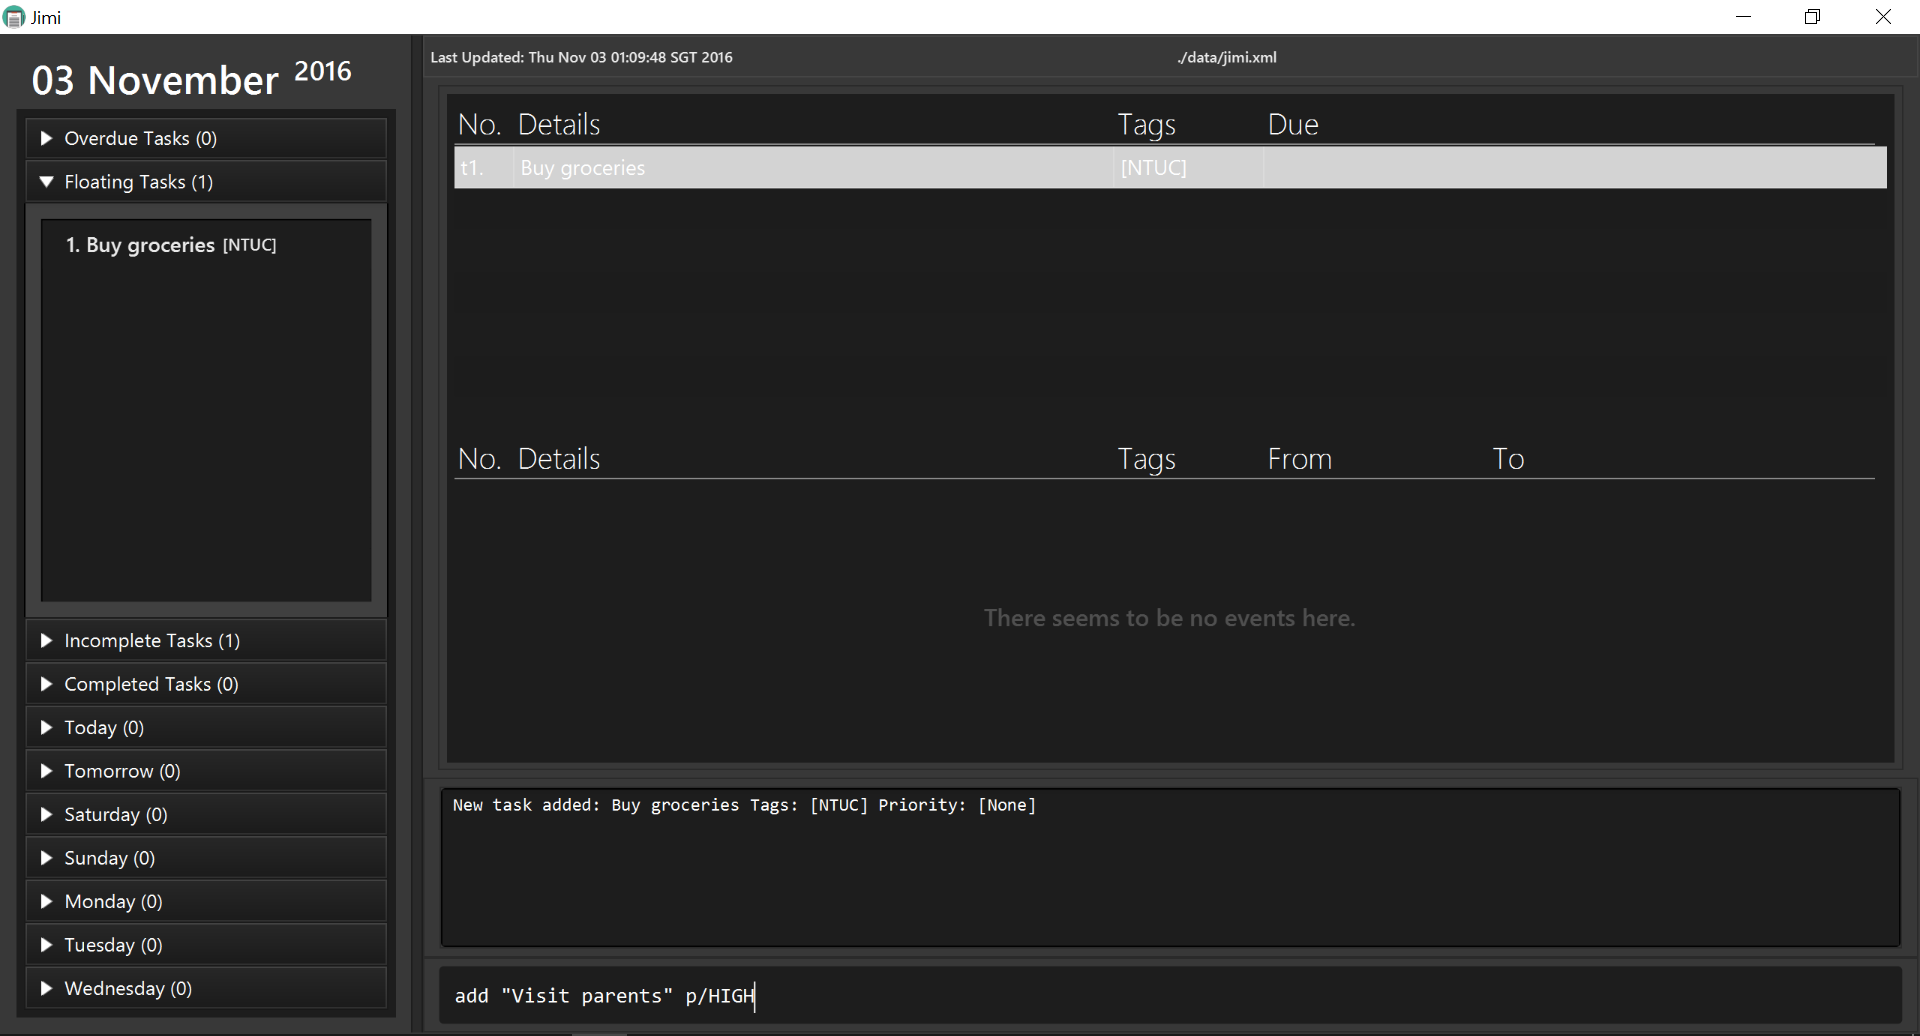 Jimi
03 November 2016
Overdue Tasks (0)
Floating Tasks (1)
1. Buy groceries [NTUC]
Incomplete Tasks (1)
Completed Tasks (0)
Today (0)
Tomorrow (0)
Saturday (0)
Sunday (0)
Monday (0)
Tuesday (0)
Wednesday (0)
Last Updated: Thu Nov 03 01:09:48 SGT 2016 ./data/jimi.xml
No. Details Tags Due
t1. Buy groceries [NTUC]
No. Details Tags From To
There seems to be no events here.
New task added: Buy groceries Tags: [NTUC] Priority: [None]
add "Visit parents" p/HIGH